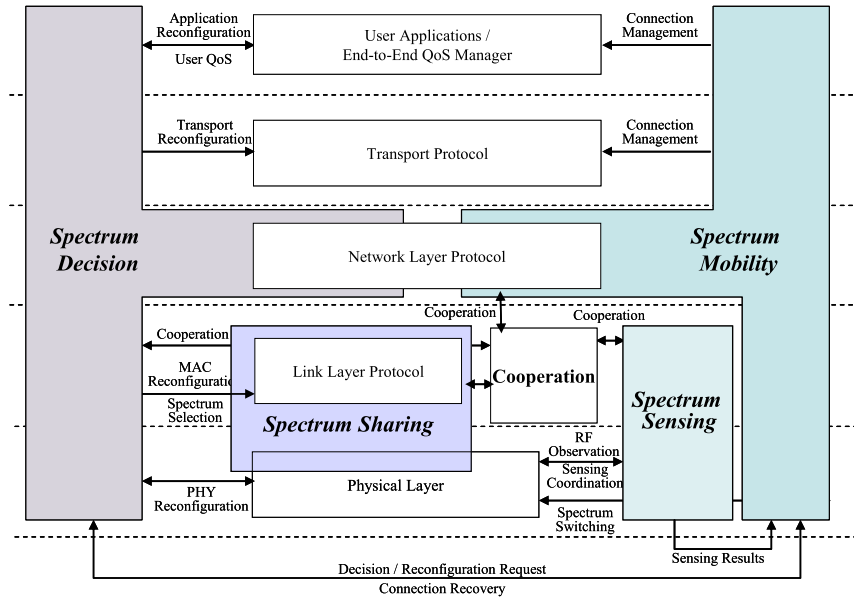 Application
Reconfiguration
User QoS
User Applications /
End-to-End QoS Manager
Connection
Management
Transport
Reconfiguration
Transport Protocol
Connection
Management
Spectrum
Decision
Network Layer Protocol
Spectrum
Mobility
Cooperation
Cooperation
Cooperation
MAC
Reconfiguratio
Spectrum
Selection
Link Layer Protocol
Spectrum Sharing
Cooperation
Spectrum
Sensing
RF
Observation
Sensing
Coordination
PHY
Reconfiguration
Physical Layer
Spectrum
Switching
Sensing Results
Decision / Reconfiguration Request
Connection Recovery